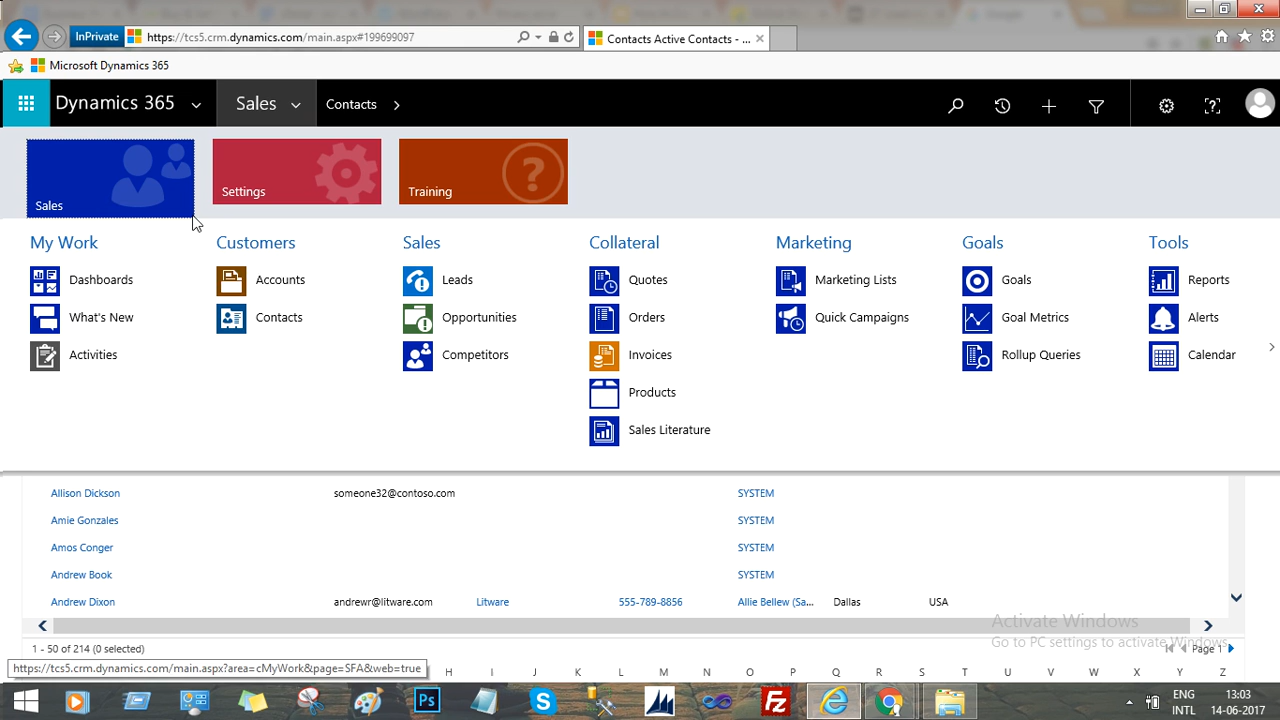 InPrivate https://tcs5.crm.dynamics.com/main.aspx#199699097 Contacts Active Contacts - ...
Microsoft Dynamics 365
Dynamics 365 Sales Contacts
Sales Settings Training
My Work Customers Sales Collateral Marketing Goals Tools
Dashboards Accounts Leads Quotes Marketing Lists Goals Reports
What's New Contacts Opportunities Orders Quick Campaigns Goal Metrics Alerts
Activities Competitors Invoices Rollup Queries Calendar
Products
Sales Literature
Allison Dickson someone32@contoso.com SYSTEM
Amie Gonzales SYSTEM
Amos Conger SYSTEM
Andrew Book SYSTEM
Andrew Dixon andrewr@litware.com Litware 555-789-8856 Allie Bellew (Sa... Dallas USA
Activate Windows
Go to PC settings to activate Windows.
1 - 50 of 214 (0 selected) Page 1
https://tcs5.crm.dynamics.com/main.aspx?area=cMyWork&page=SFA&web=true H I J K L M N O P Q R S T U V W X Y Z
Ps S Fz ENG 13:03
INTL 14-06-2017